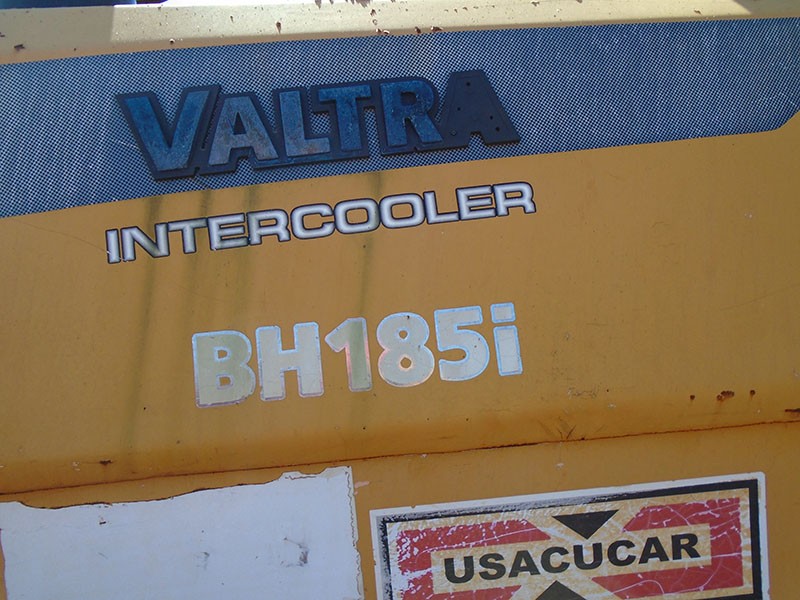 VALTRA
INTERCOOLER
BH185i
USACUCAR